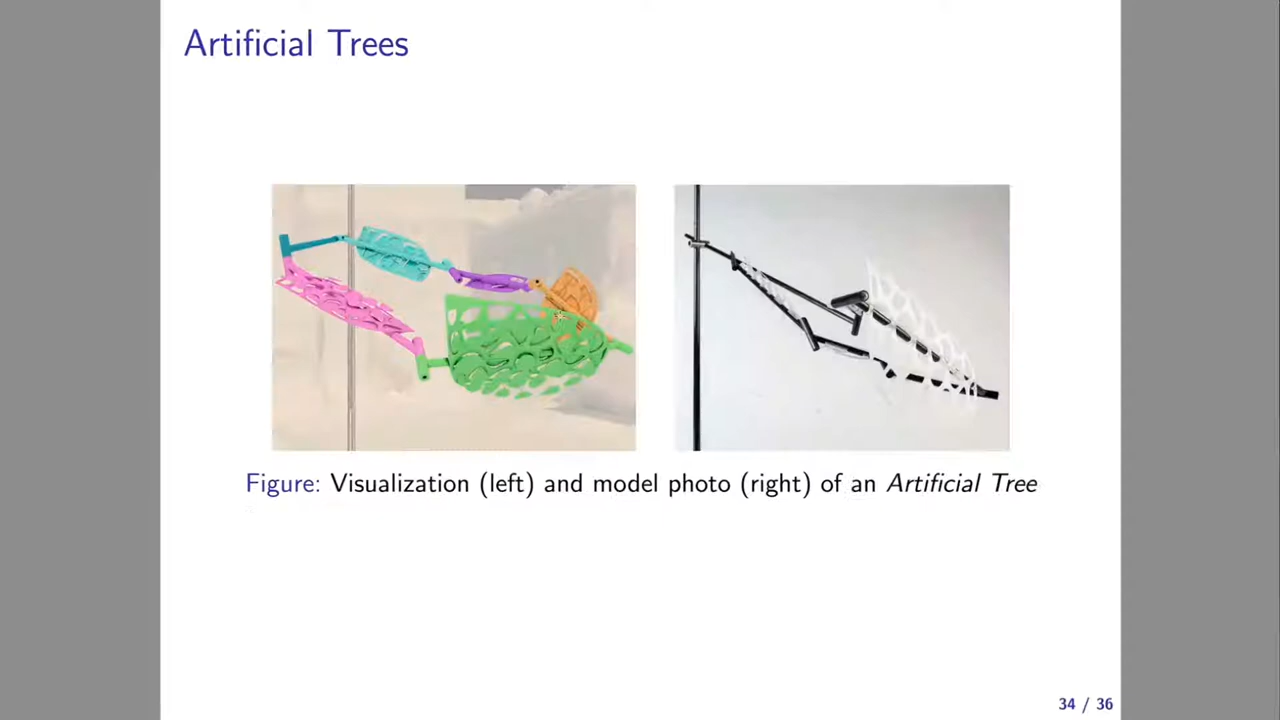 Artificial Trees
Figure: Visualization (left) and model photo (right) of an Artificial Tree
34 / 36